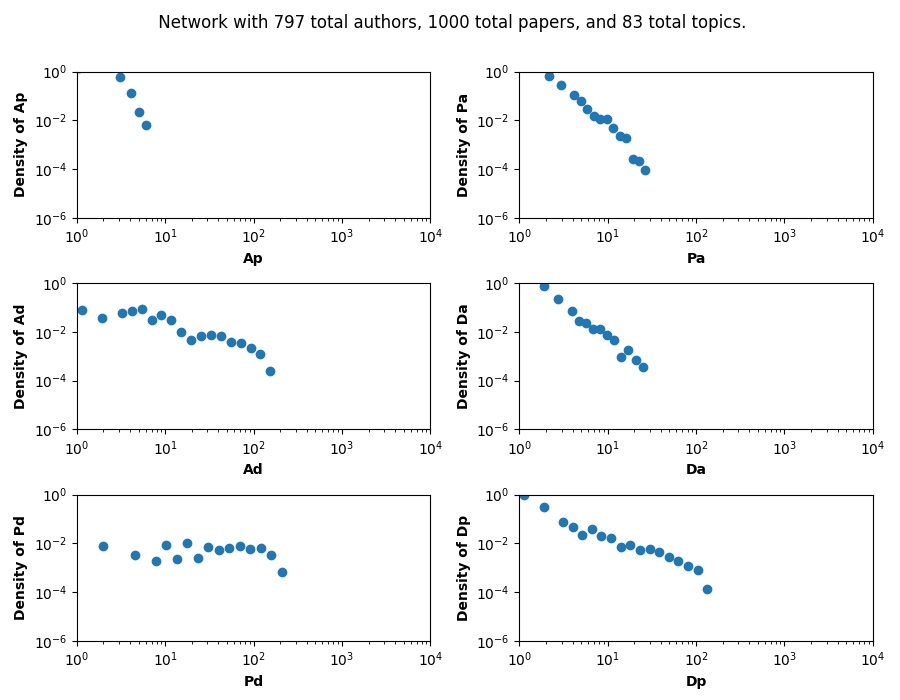 Network with 797 total authors, 1000 total papers, and 83 total topics.
Density of Ap
10^0
10^-2
10^-4
10^-6
10^0 10^1 10^2 10^3 10^4
Ap
Density of Pa
10^0
10^-2
10^-4
10^-6
10^0 10^1 10^2 10^3 10^4
Pa
Density of Ad
10^0
10^-2
10^-4
10^-6
10^0 10^1 10^2 10^3 10^4
Ad
Density of Da
10^0
10^-2
10^-4
10^-6
10^0 10^1 10^2 10^3 10^4
Da
Density of Pd
10^0
10^-2
10^-4
10^-6
10^0 10^1 10^2 10^3 10^4
Pd
Density of Dp
10^0
10^-2
10^-4
10^-6
10^0 10^1 10^2 10^3 10^4
Dp